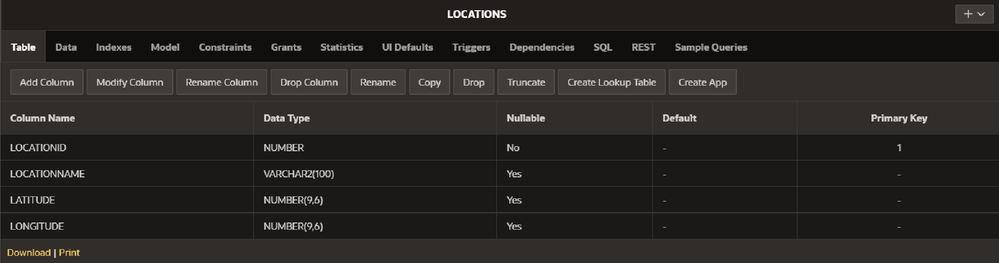 LOCATIONS
Table Data Indexes Model Constraints Grants Statistics UI Defaults Triggers Dependencies SQL REST Sample Queries
Add Column Modify Column Rename Column Drop Column Rename Copy Drop Truncate Create Lookup Table Create App
Column Name Data Type Nullable Default Primary Key
LOCATIONID NUMBER No - 1
LOCATIONNAME VARCHAR2(100) Yes - -
LATITUDE NUMBER(9,6) Yes - -
LONGITUDE NUMBER(9,6) Yes - -
Download | Print